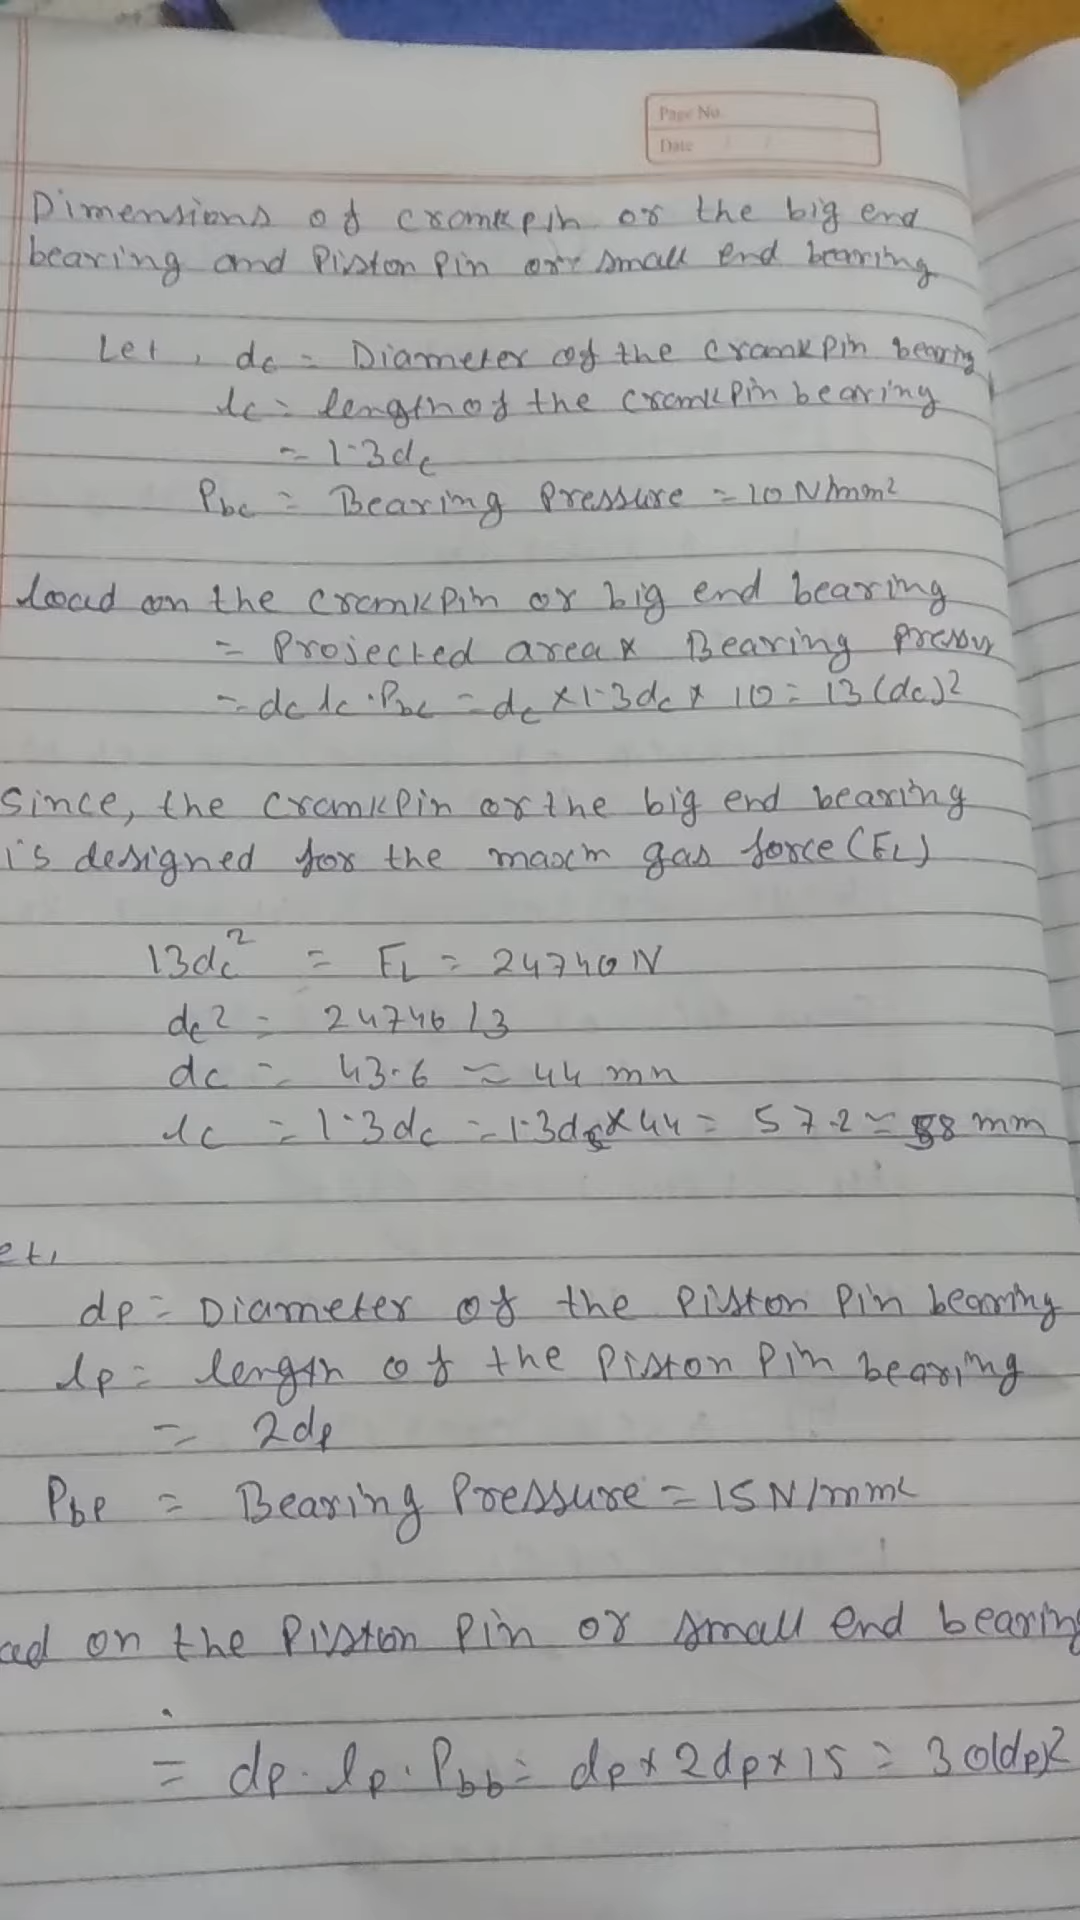 Page No.
Date / /
Dimensions of crankpin or the big end
bearing and Piston Pin or small end bearing
Let, dc = Diameter of the crankpin bearing
lc = length of the crankpin bearing
= 1.3dc
Pbc = Bearing Pressure = 10 N/mm²
load on the crankpin or big end bearing
= Projected area x Bearing Pressu
= dc lc · Pbc = dc x 1.3dc x 10 = 13(dc)²
Since, the crankpin or the big end bearing
is designed for the maxm gas force (FL)
13dc² = FL = 24740 N
dc² = 24740 13
dc = 43.6 ≈ 44 mm
lc = 1.3dc = 1.3dc x 44 = 57.2 ≈ 58 mm
et,
dp = Diameter of the Piston Pin bearing
lp = length of the Piston Pin bearing
= 2dp
Pbp = Bearing Pressure = 15 N/mm²
ad on the Piston Pin or small end bearing
= dp · lp · Pbb = dp x 2dp x 15 = 30(dp)²